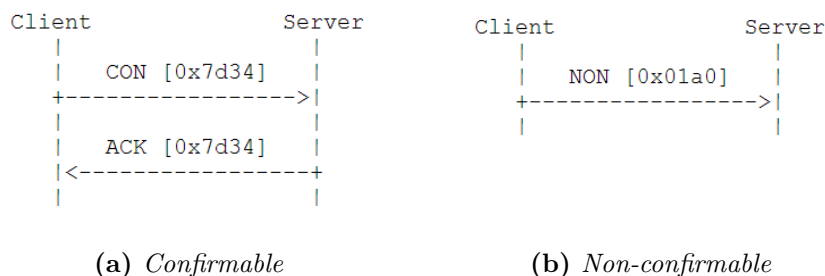 Client Server
CON [0x7d34]
ACK [0x7d34]
(a) Confirmable
Client Server
NON [0x01a0]
(b) Non-confirmable